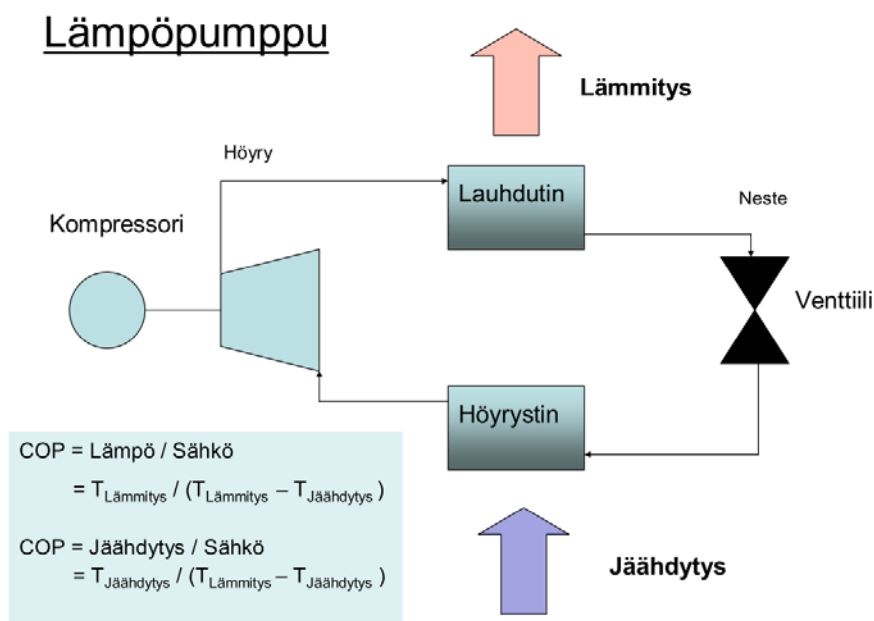 Lämpöpumppu
Lämmitys
Höyry
Lauhdutin
Neste
Kompressori
Venttiili
Höyrystin
COP = Lämpö / Sähkö
= T_Lämmitys / (T_Lämmitys – T_Jäähdytys )
COP = Jäähdytys / Sähkö
= T_Jäähdytys / (T_Lämmitys – T_Jäähdytys )
Jäähdytys